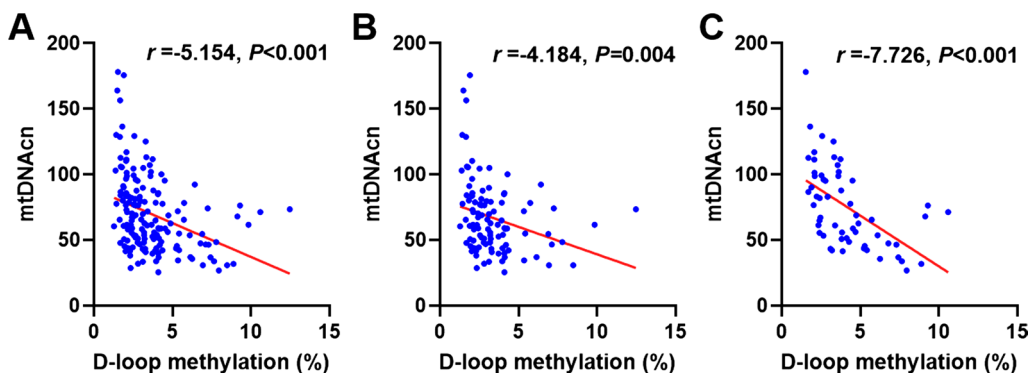 A
r=-5.154, P<0.001
mtDNAcn
200
150
100
50
0
0 5 10 15
D-loop methylation (%)
B
r=-4.184, P=0.004
mtDNAcn
200
150
100
50
0
0 5 10 15
D-loop methylation (%)
C
r=-7.726, P<0.001
mtDNAcn
200
150
100
50
0
0 5 10 15
D-loop methylation (%)